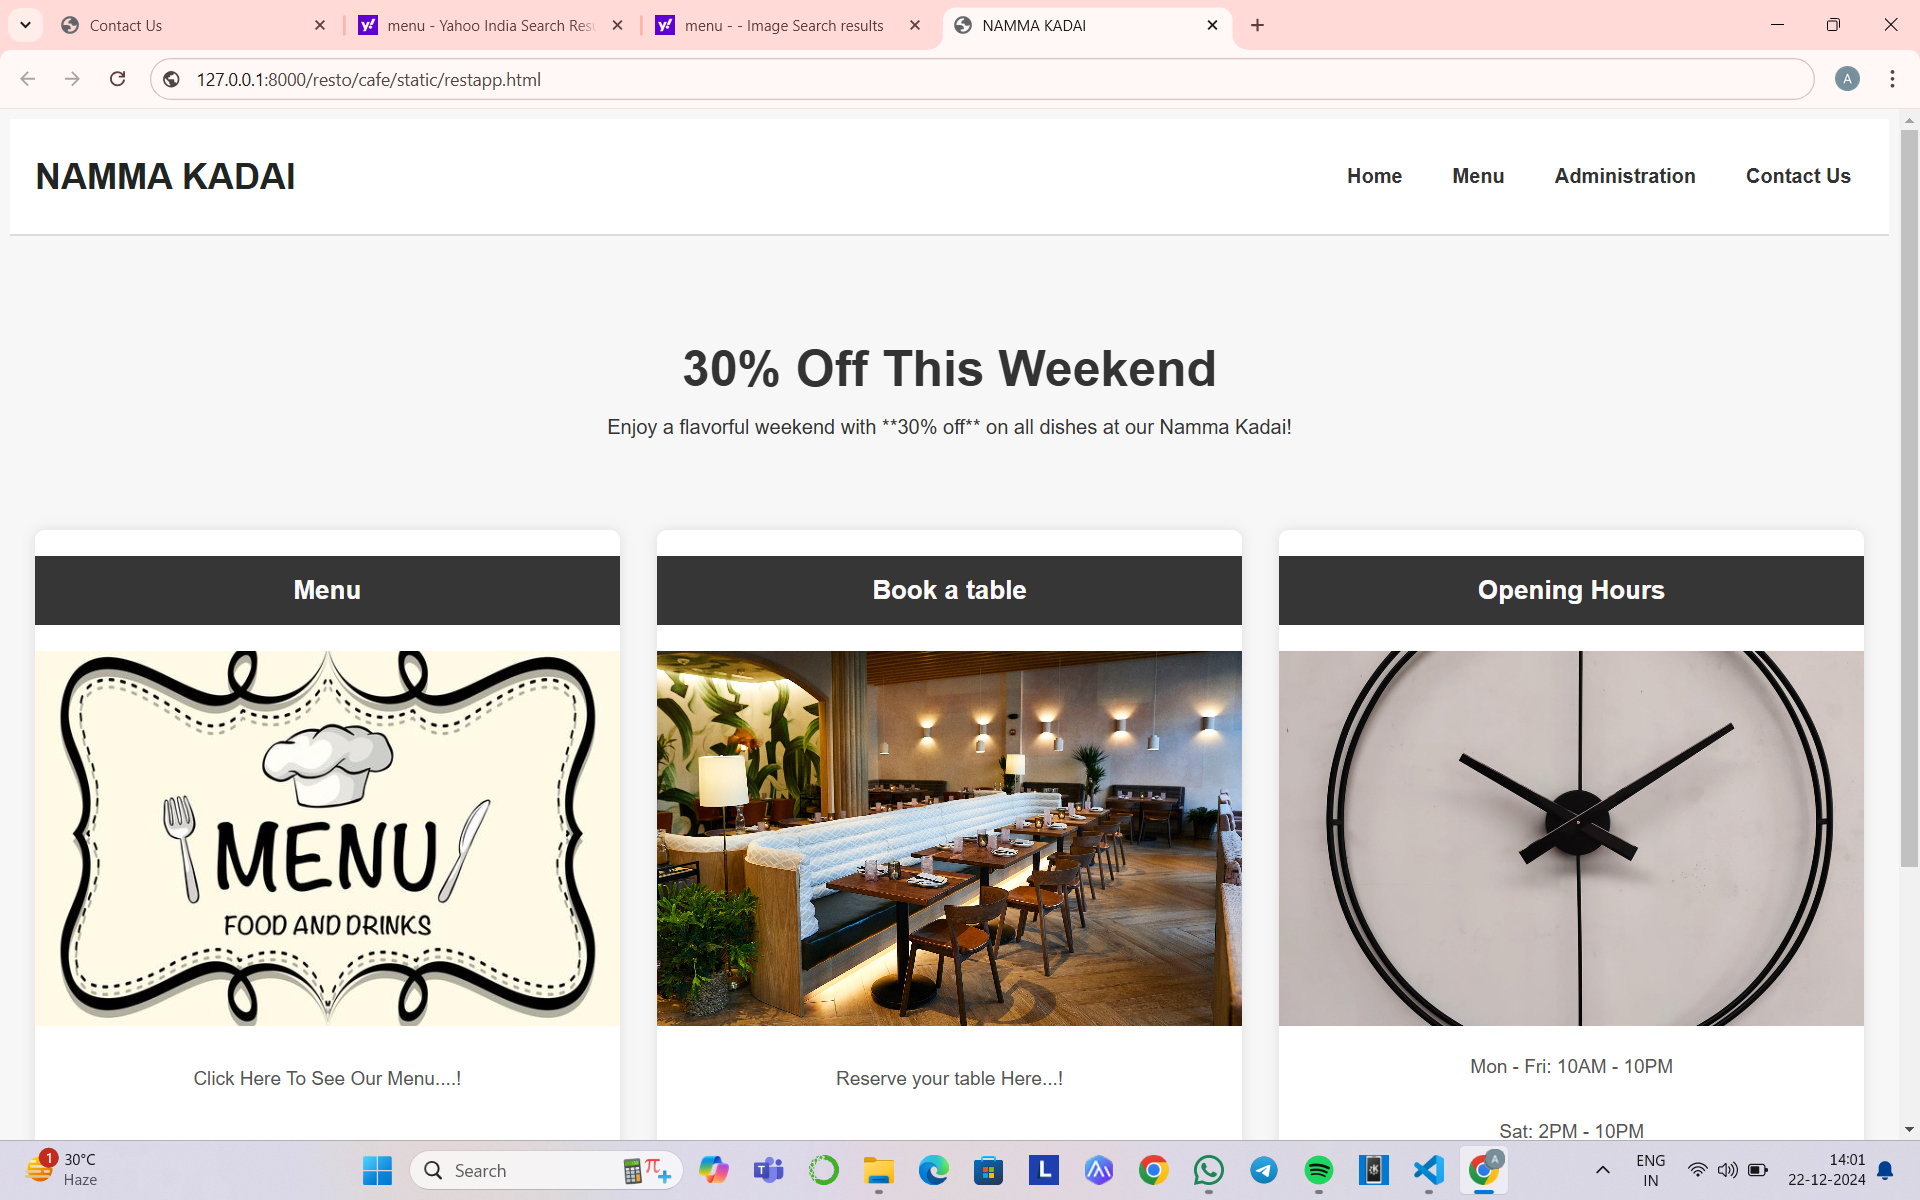 Contact Us
menu - Yahoo India Search Res
menu - - Image Search results
NAMMA KADAI
127.0.0.1:8000/resto/cafe/static/restapp.html
A
NAMMA KADAI
Home Menu Administration Contact Us
30% Off This Weekend
Enjoy a flavorful weekend with **30% off** on all dishes at our Namma Kadai!
Menu
MENU
FOOD AND DRINKS
Click Here To See Our Menu....!
Book a table
Reserve your table Here...!
Opening Hours
Mon - Fri: 10AM - 10PM
Sat: 2PM - 10PM
1
30°C
Haze
Search
L
A
ENG
IN
14:01
22-12-2024